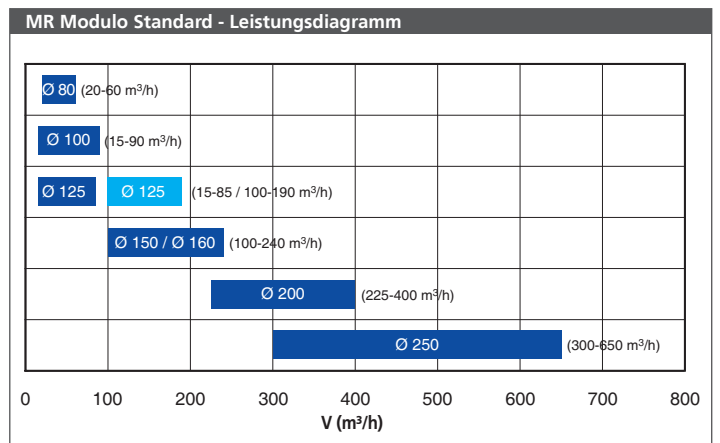 MR Modulo Standard - Leistungsdiagramm
Ø 80 (20-60 m³/h)
Ø 100 (15-90 m³/h)
Ø 125 Ø 125 (15-85 / 100-190 m³/h)
Ø 150 / Ø 160 (100-240 m³/h)
Ø 200 (225-400 m³/h)
Ø 250 (300-650 m³/h)
0 100 200 300 400 500 600 700 800
V (m³/h)